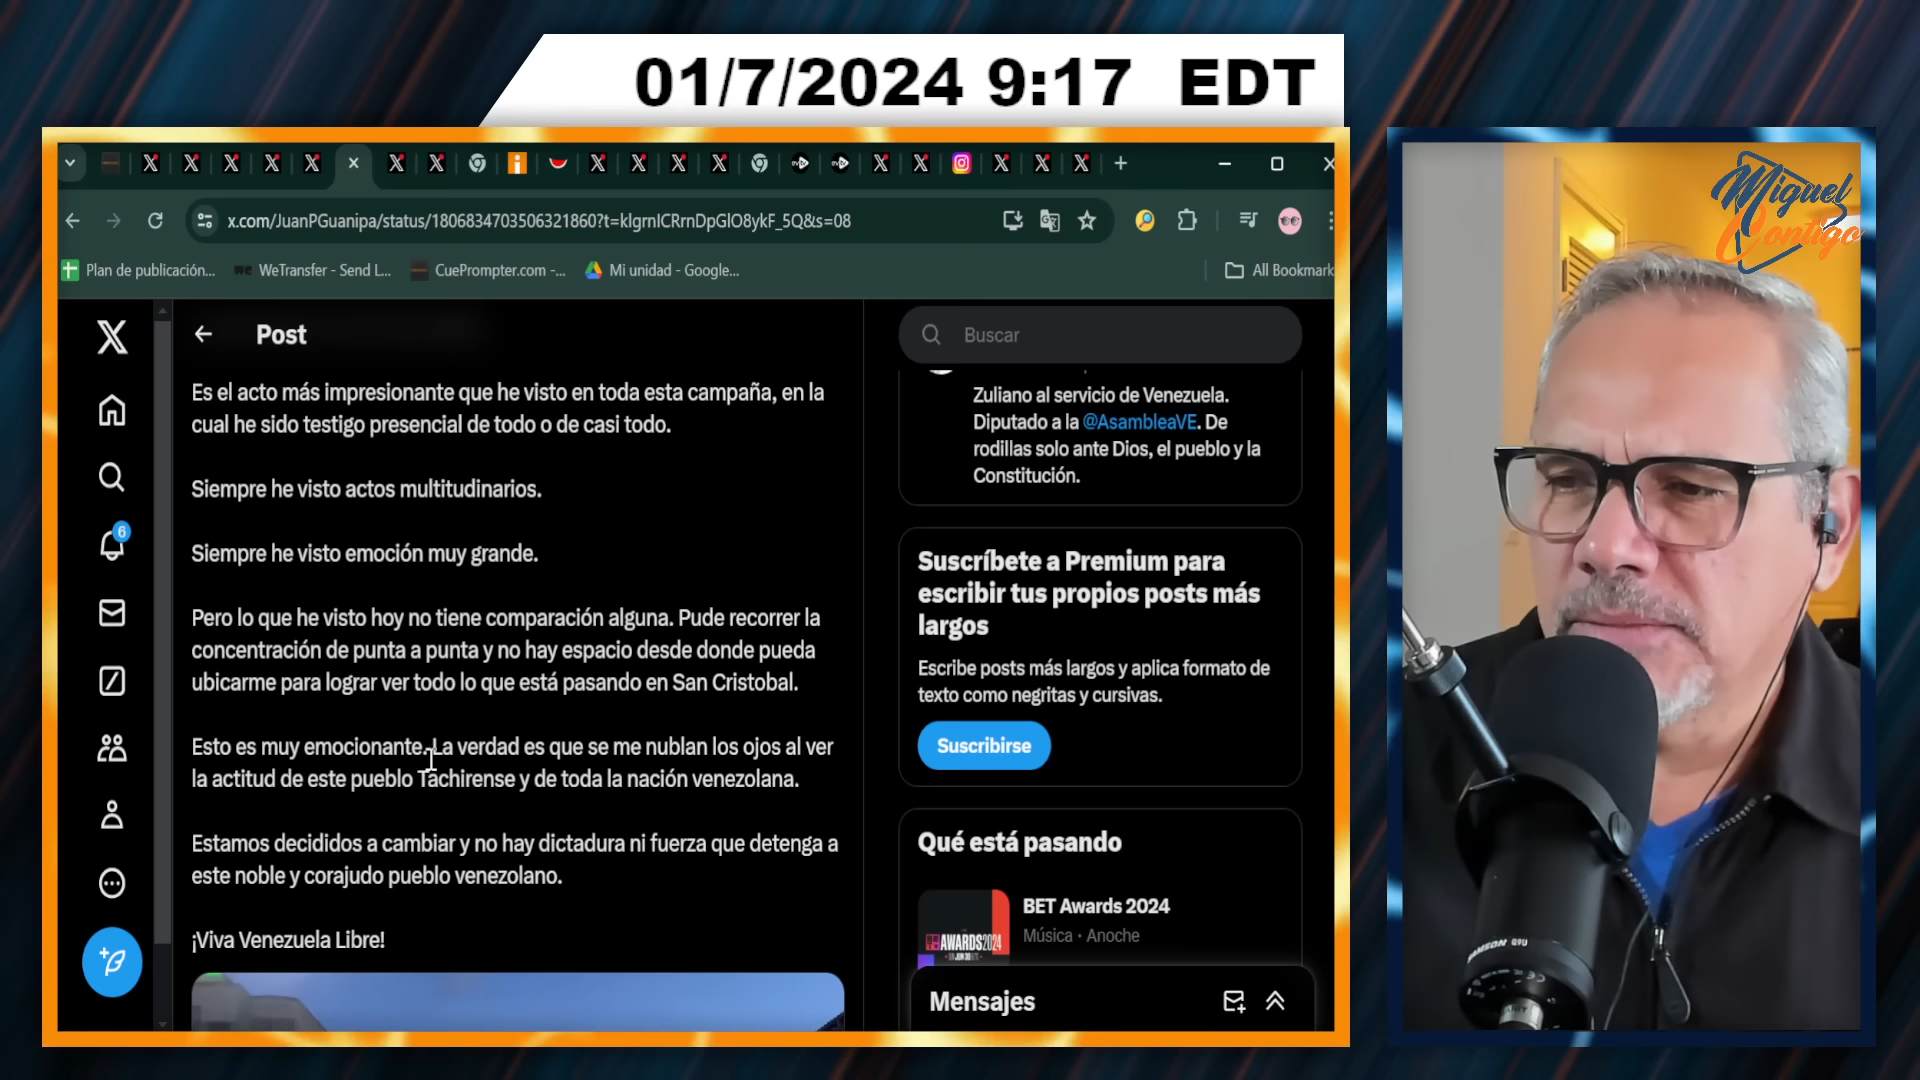 01/7/2024 9:17 EDT
x.com/JuanPGuanipa/status/1806834703506321860?t=klgrnlCRrnDpGlO8ykF_5Q&s=08
Plan de publicación...
WeTransfer - Send L...
CuePrompter.com -...
Mi unidad - Google...
All Bookmark
Post
Es el acto más impresionante que he visto en toda esta campaña, en la
cual he sido testigo presencial de todo o de casi todo.
Siempre he visto actos multitudinarios.
Siempre he visto emoción muy grande.
Pero lo que he visto hoy no tiene comparación alguna. Pude recorrer la
concentración de punta a punta y no hay espacio desde donde pueda
ubicarme para lograr ver todo lo que está pasando en San Cristobal.
Esto es muy emocionante. La verdad es que se me nublan los ojos al ver
la actitud de este pueblo Tachirense y de toda la nación venezolana.
Estamos decididos a cambiar y no hay dictadura ni fuerza que detenga a
este noble y corajudo pueblo venezolano.
¡Viva Venezuela Libre!
6
Buscar
Zuliano al servicio de Venezuela.
Diputado a la @AsambleaVE. De
rodillas solo ante Dios, el pueblo y la
Constitución.
Suscríbete a Premium para
escribir tus propios posts más
largos
Escribe posts más largos y aplica formato de
texto como negritas y cursivas.
Suscribirse
Qué está pasando
BET Awards 2024
Música · Anoche
AWARDS2024
Mensajes
Miguel
Contigo